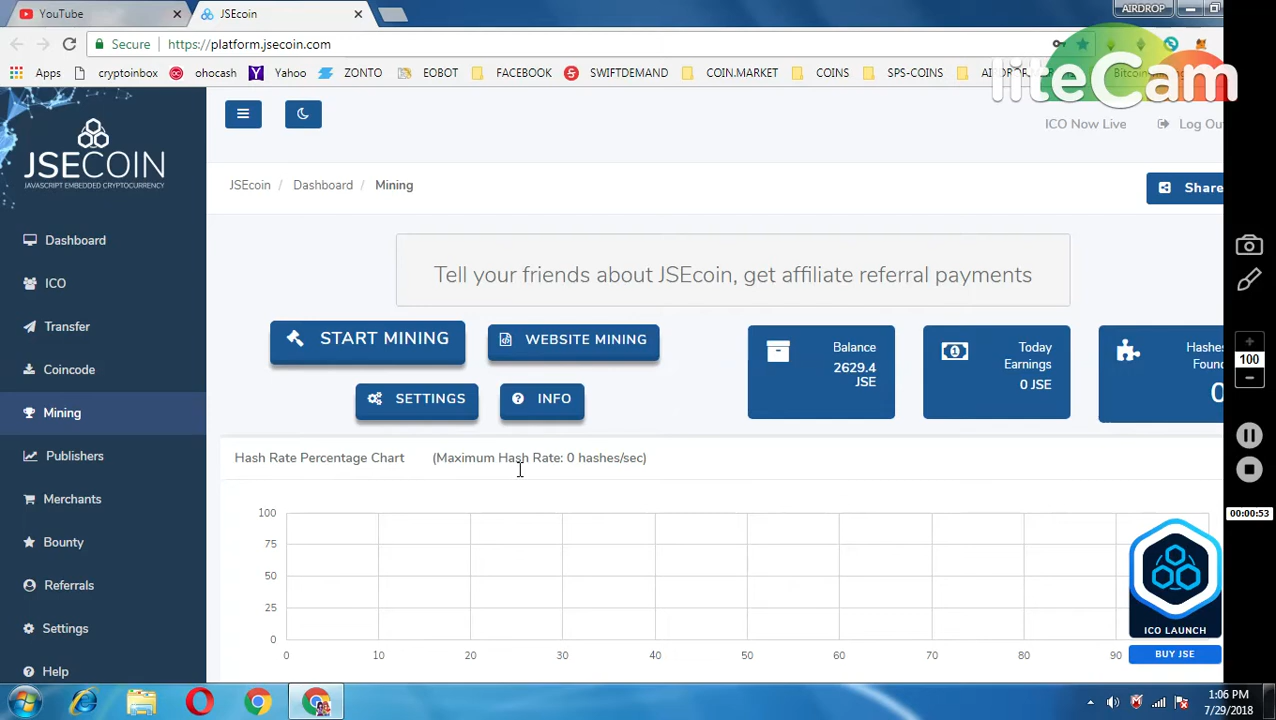 YouTube
JSEcoin
AIRDROP
Secure
https://platform.jsecoin.com
Apps
cryptoinbox
ohocash
Yahoo
ZONTO
EOBOT
FACEBOOK
SWIFTDEMAND
COIN.MARKET
COINS
SPS-COINS
liteCam
ICO Now Live
Log Out
JSECOIN
JAVASCRIPT EMBEDDED CRYPTOCURRENCY
JSEcoin / Dashboard / Mining
Share
Dashboard
ICO
Transfer
Coincode
Mining
Publishers
Merchants
Bounty
Referrals
Settings
Help
Tell your friends about JSEcoin, get affiliate referral payments
START MINING
WEBSITE MINING
SETTINGS
INFO
Balance
2629.4
JSE
Today
Earnings
0 JSE
Hashes
Found
0
Hash Rate Percentage Chart (Maximum Hash Rate: 0 hashes/sec)
100
75
50
25
0
0 10 20 30 40 50 60 70 80 90
ICO LAUNCH
BUY JSE
100
00:00:53
1:06 PM
7/29/2018